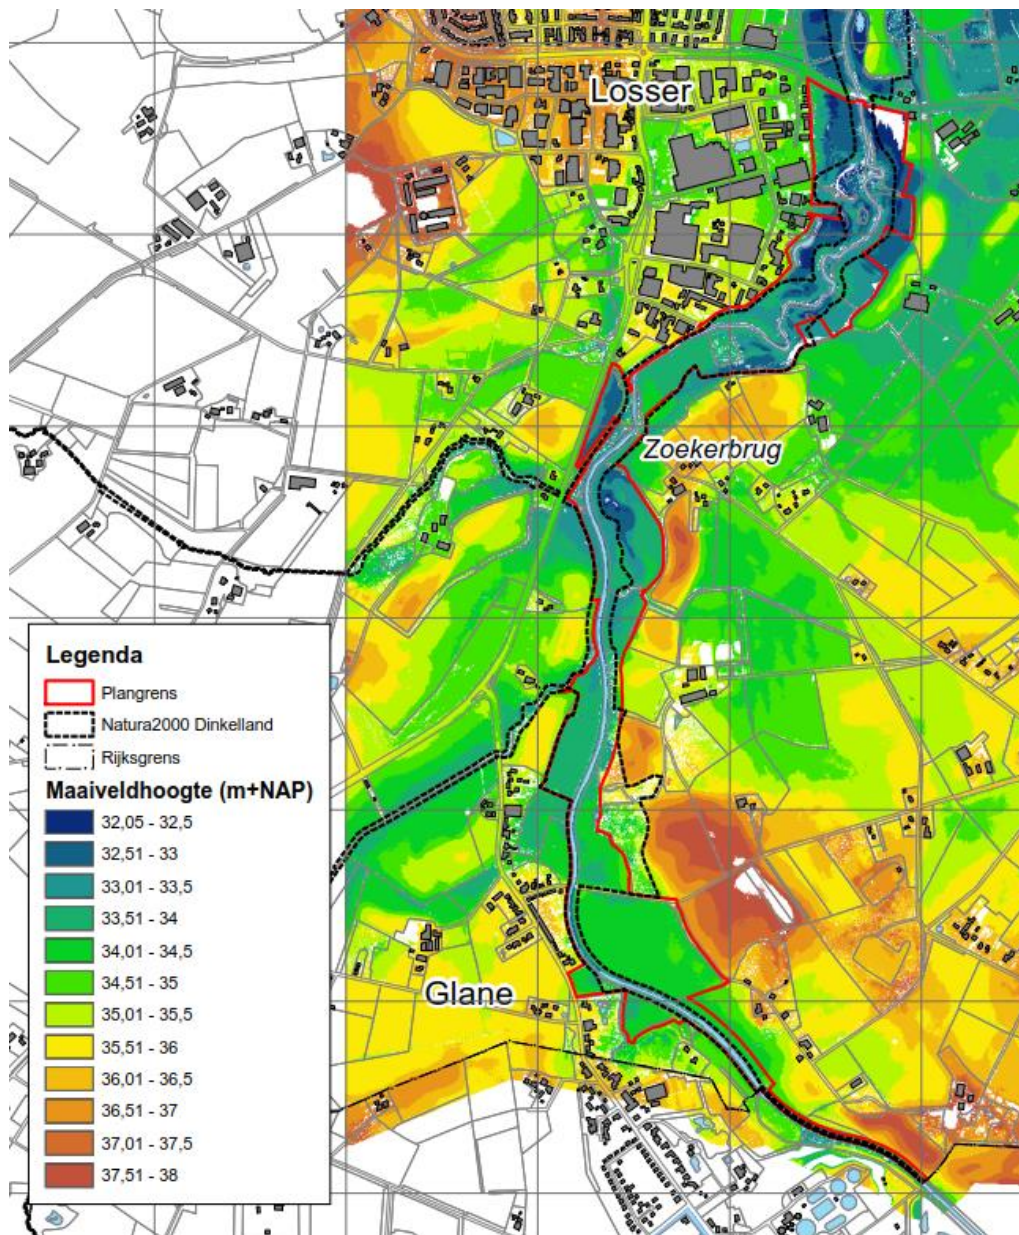 Losser
Zoekerbrug
Legenda
Plangrens
Natura2000 Dinkelland
Rijksgrens
Maaiveldhoogte (m+NAP)
32,05 - 32,5
32,51 - 33
33,01 - 33,5
33,51 - 34
34,01 - 34,5
34,51 - 35
35,01 - 35,5
35,51 - 36
36,01 - 36,5
36,51 - 37
37,01 - 37,5
37,51 - 38
Glane